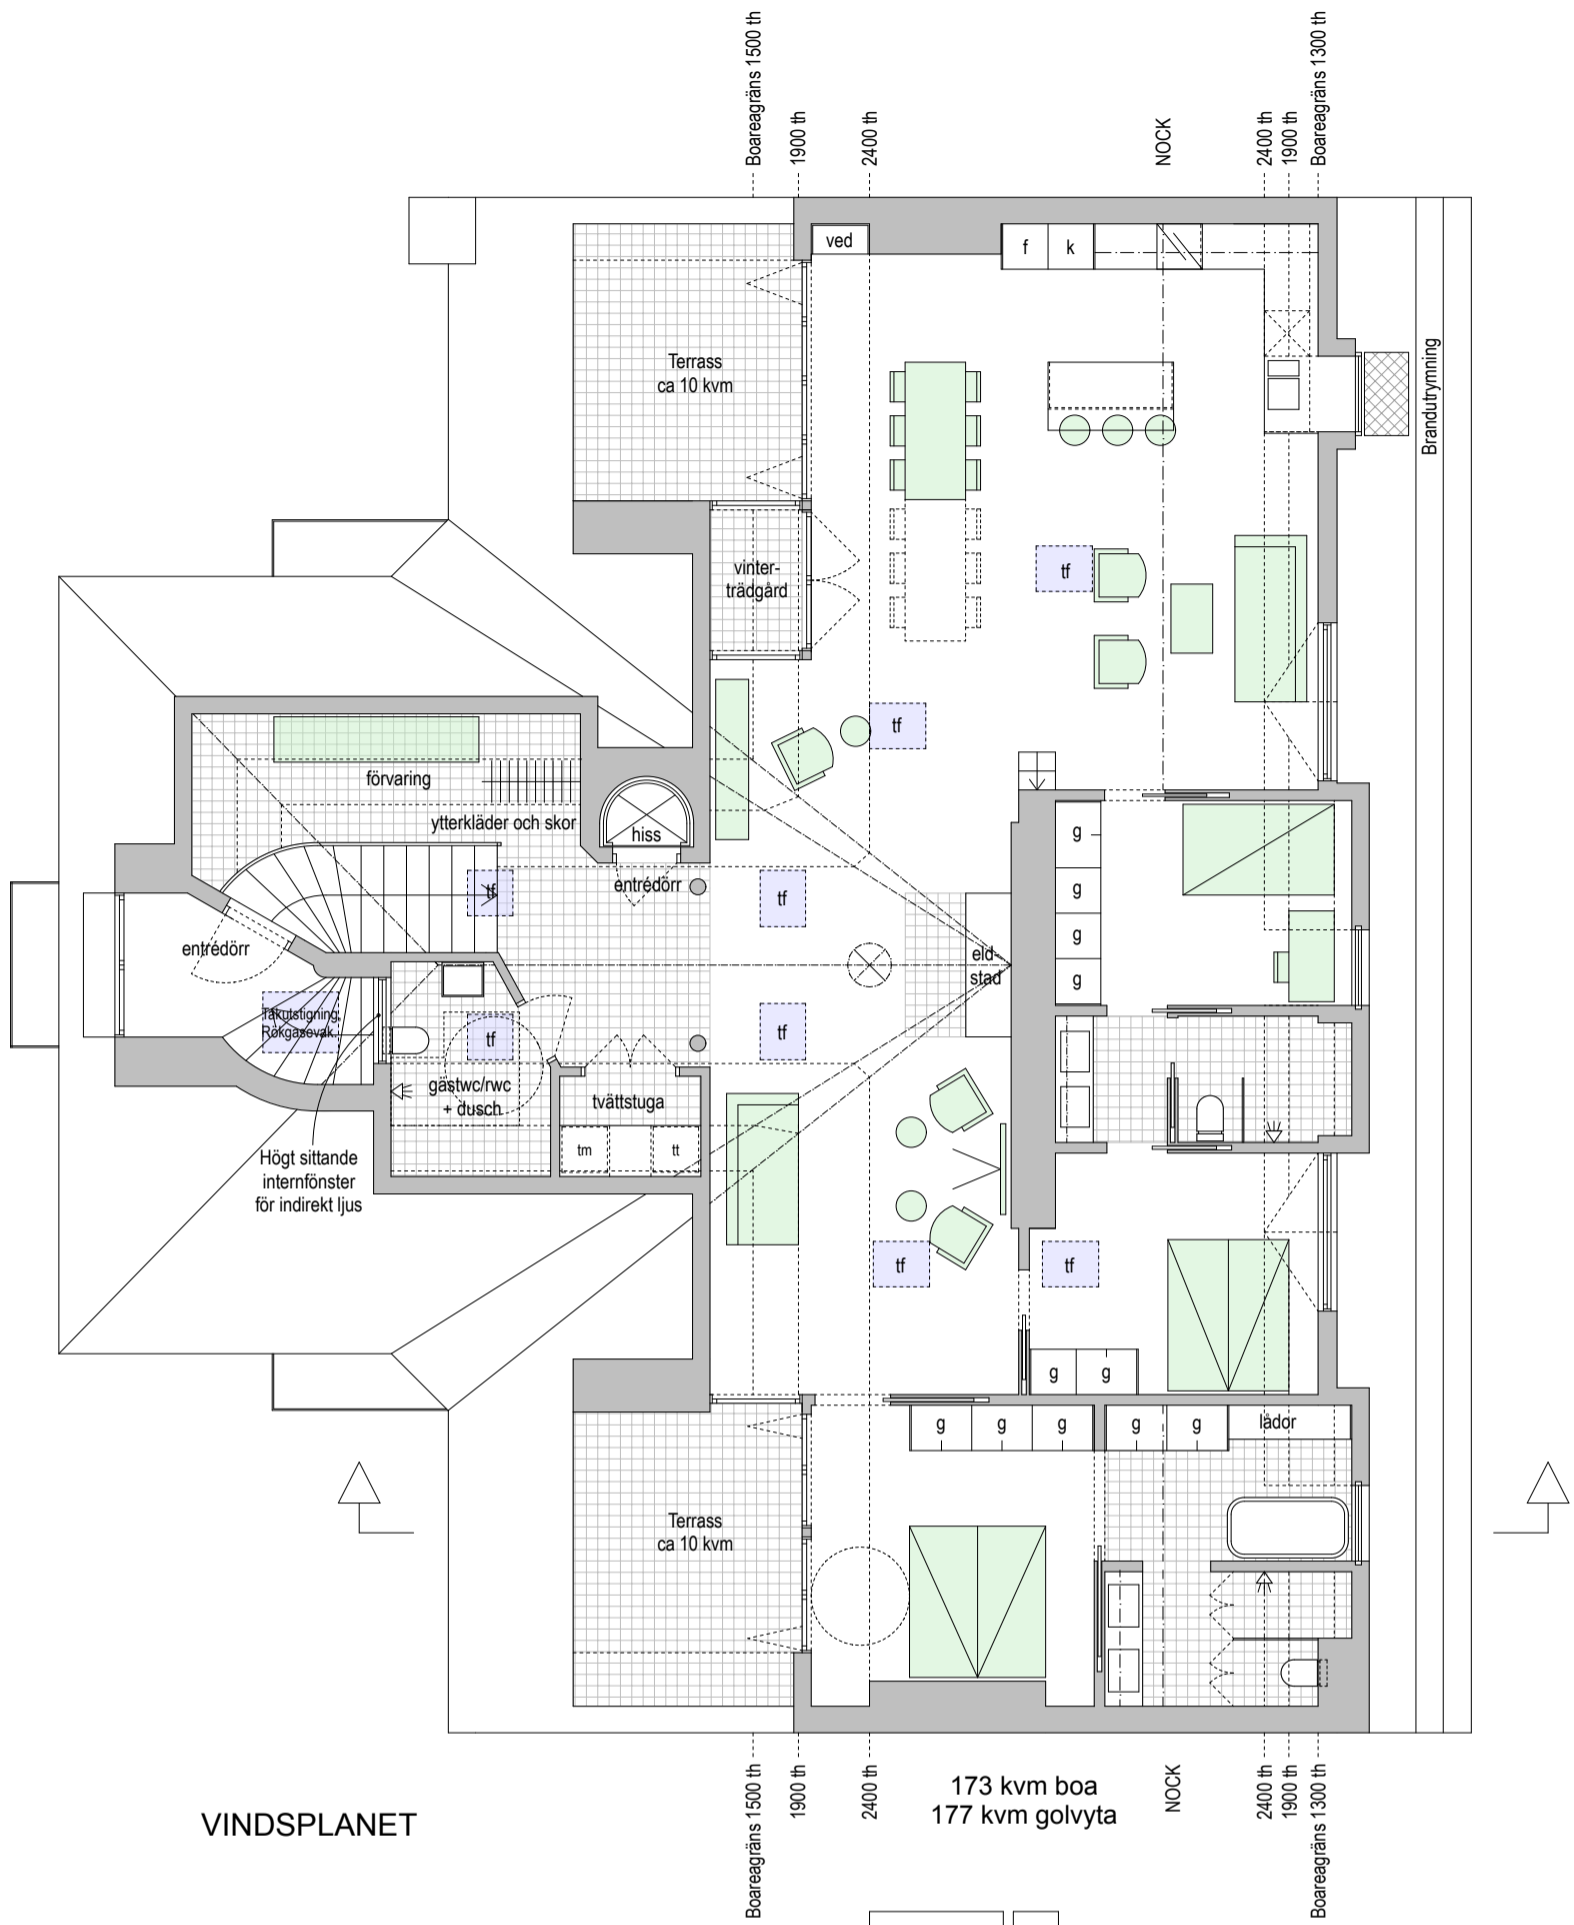 Boareagräns 1500 th
1900 th
2400 th
NOCK
2400 th
1900 th
Boareagräns 1300 th
ved
f
k
Terrass
ca 10 kvm
Brandutrymning
vinter-
trädgård
tf
tf
förvaring
ytterkläder och skor
hiss
entrédörr
g
g
g
g
tf
tf
entrédörr
eld-
stad
Takutstigning,
Rökgasevak.
tf
tf
gästwc/rwc
+ dusch
tvättstuga
tm
tt
Högt sittande
internfönster
för indirekt ljus
tf
tf
g
g
g
g
g
g
g
lådor
Terrass
ca 10 kvm
VINDSPLANET
173 kvm boa
177 kvm golvyta
Boareagräns 1500 th
1900 th
2400 th
NOCK
2400 th
1900 th
Boareagräns 1300 th